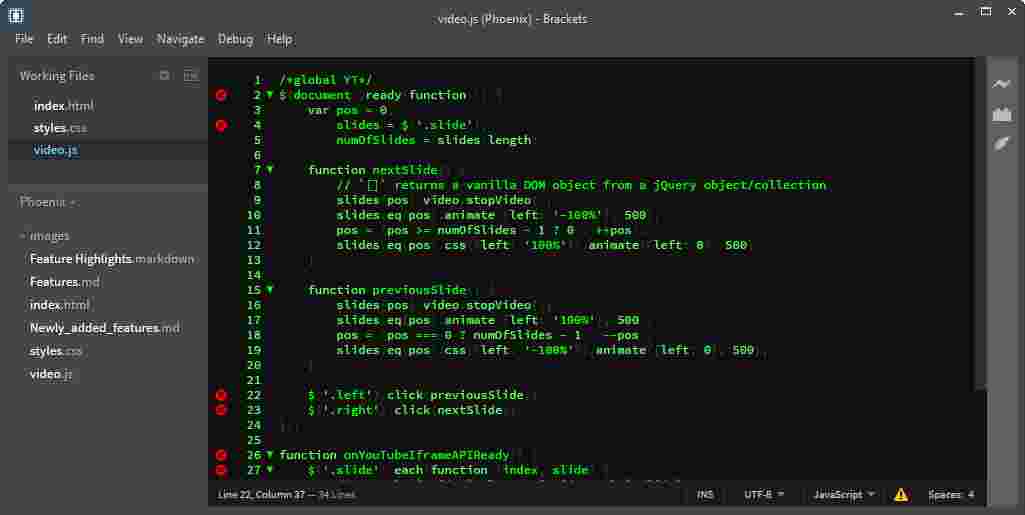 video.js (Phoenix) - Brackets
File Edit Find View Navigate Debug Help
Working Files
index.html
styles.css
video.js
Phoenix
images
Feature Highlights.markdown
Features.md
index.html
Newly_added_features.md
styles.css
video.js
1 /*global YT*/
2 $(document).ready(function () {
3 var pos = 0,
4 slides = $('.slide'),
5 numOfSlides = slides.length;
6
7 function nextSlide() {
8 // `[]` returns a vanilla DOM object from a jQuery object/collection
9 slides[pos].video.stopVideo();
10 slides.eq(pos).animate({ left: '-100%' }, 500);
11 pos = (pos >= numOfSlides - 1 ? 0 : ++pos);
12 slides.eq(pos).css({ left: '100%' }).animate({ left: 0 }, 500);
13 }
14
15 function previousSlide() {
16 slides[pos].video.stopVideo();
17 slides.eq(pos).animate({ left: '100%' }, 500);
18 pos = (pos === 0 ? numOfSlides - 1 : --pos);
19 slides.eq(pos).css({ left: '-100%' }).animate({ left: 0 }, 500);
20 }
21
22 $('.left').click(previousSlide);
23 $('.right').click(nextSlide);
24 });
25
26 function onYouTubeIframeAPIReady() {
27 $('.slide').each(function (index, slide) {
Line 22, Column 37 — 34 Lines
INS UTF-8 JavaScript Spaces: 4